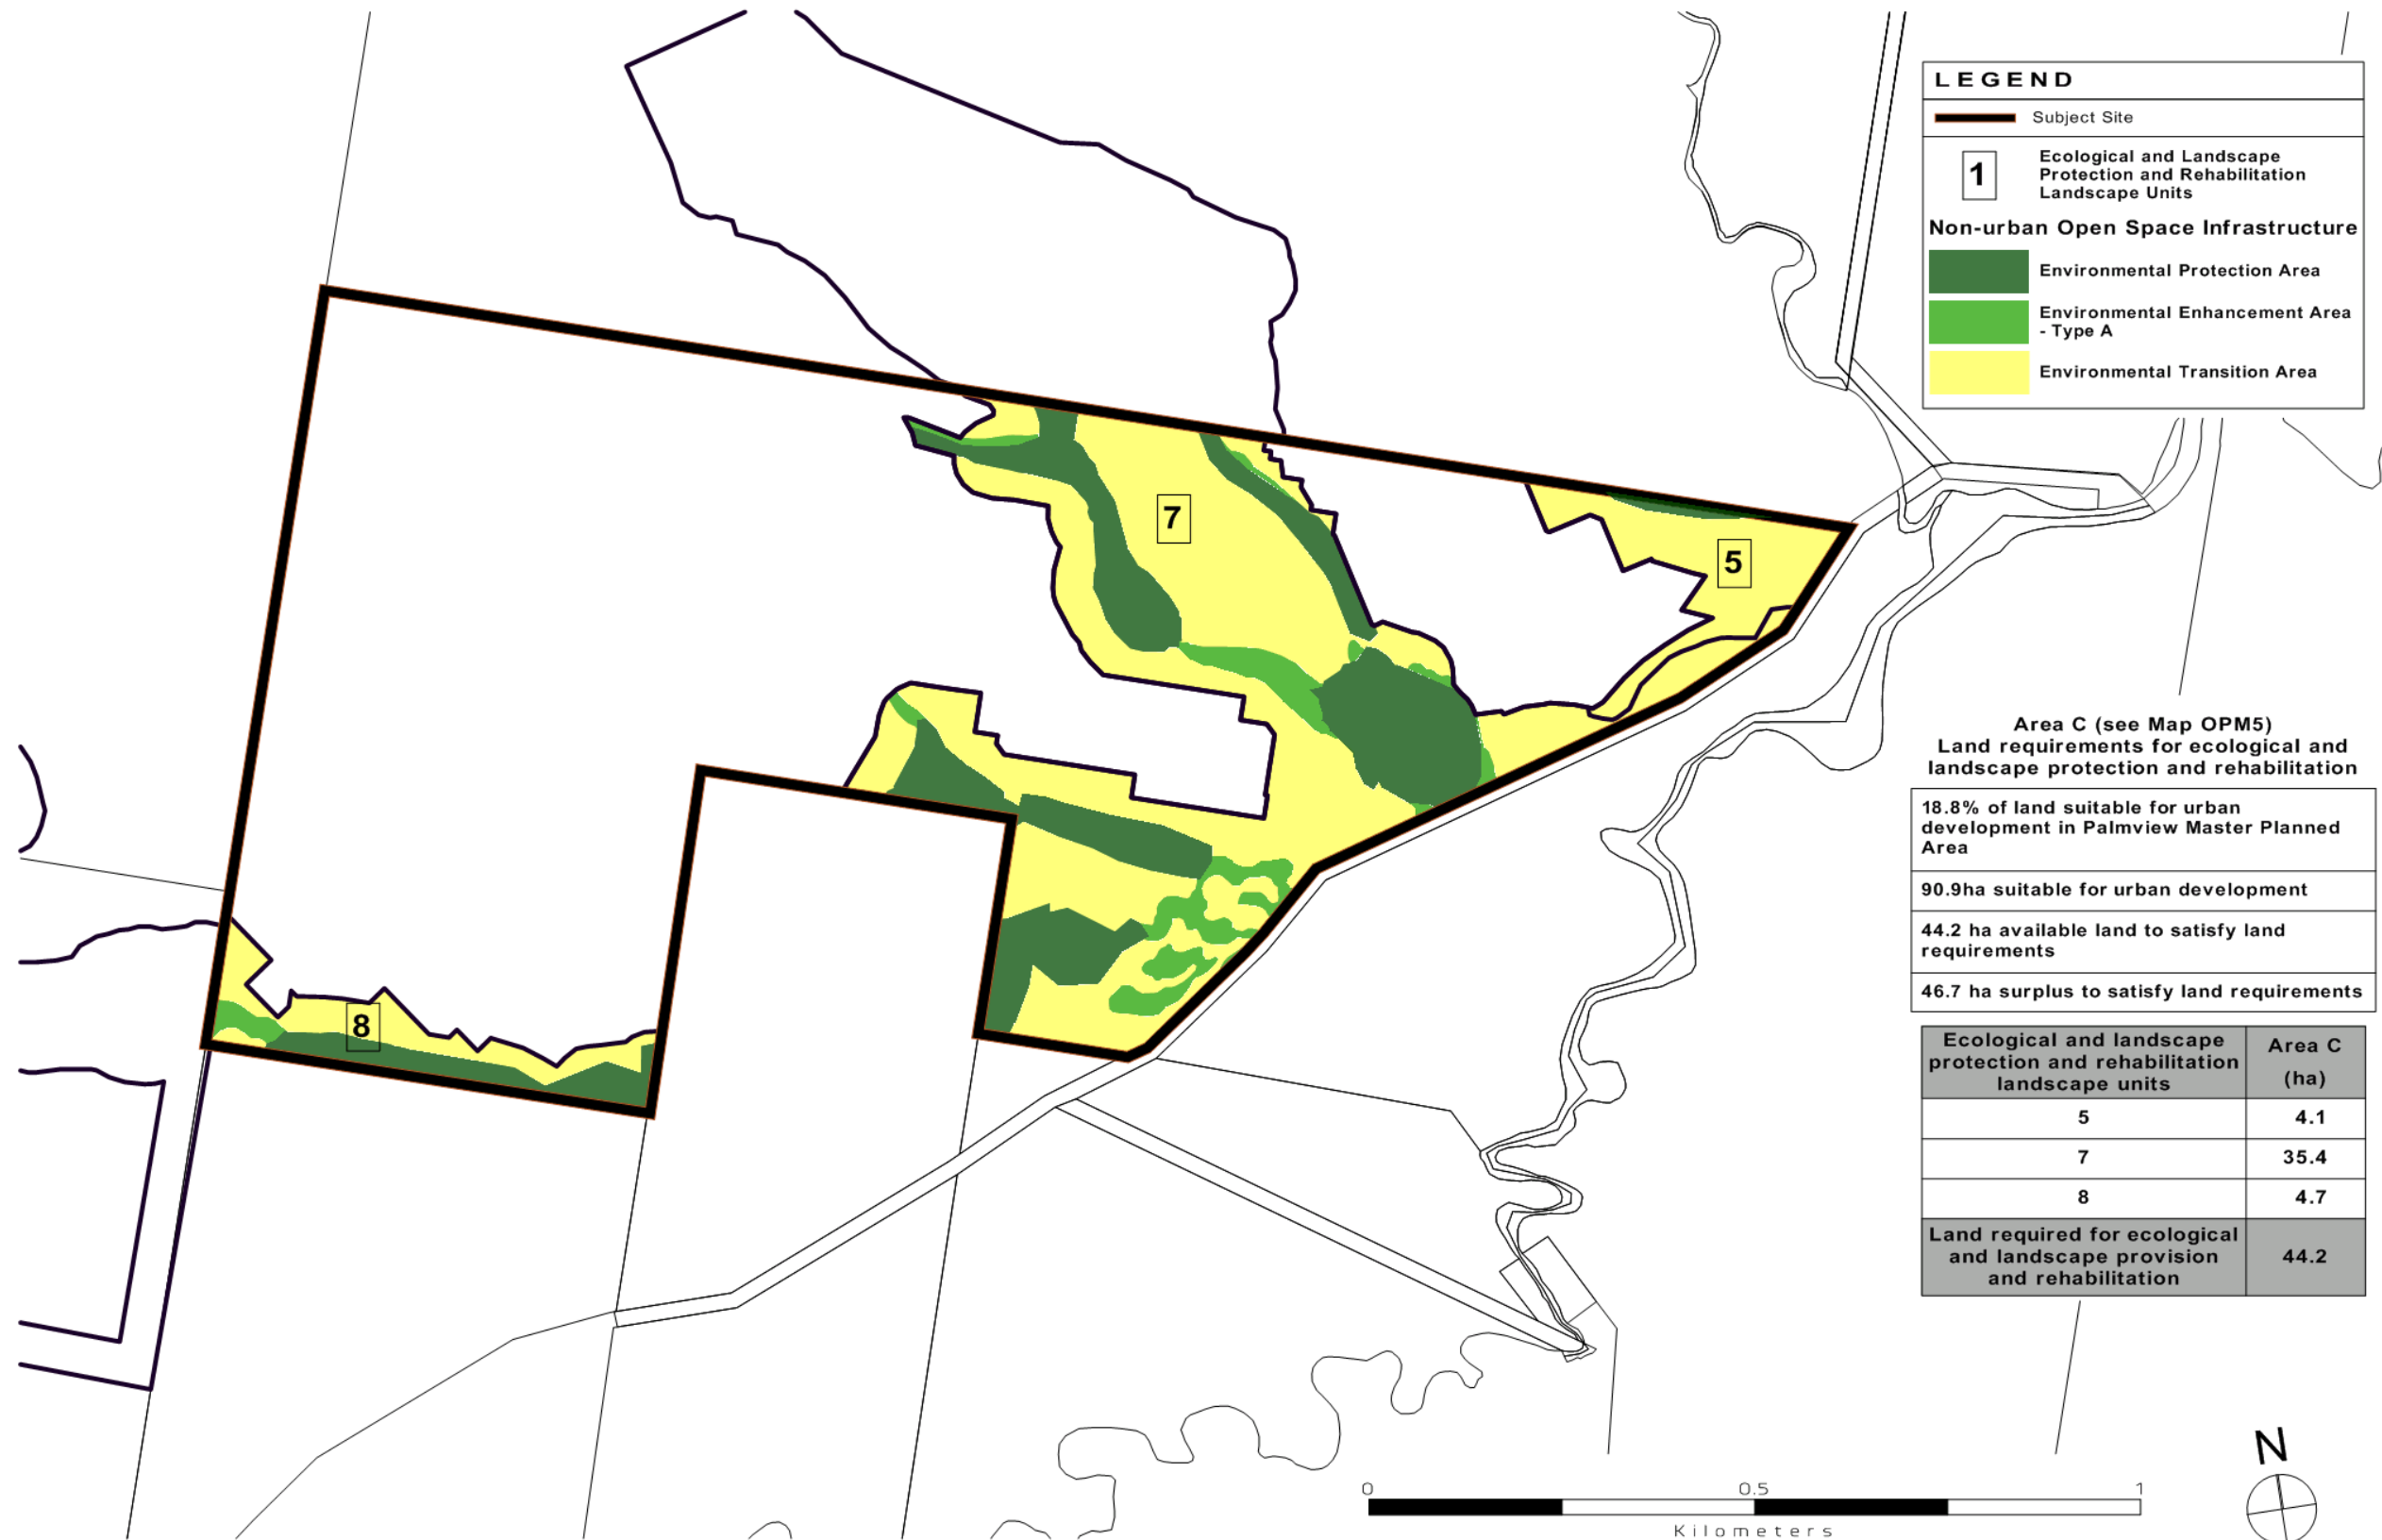 LEGEND
Subject Site
1
Ecological and Landscape
Protection and Rehabilitation
Landscape Units
Non-urban Open Space Infrastructure
Environmental Protection Area
Environmental Enhancement Area
- Type A
Environmental Transition Area
7
5
8
Area C (see Map OPM5)
Land requirements for ecological and
landscape protection and rehabilitation
18.8% of land suitable for urban
development in Palmview Master Planned
Area
90.9ha suitable for urban development
44.2 ha available land to satisfy land
requirements
46.7 ha surplus to satisfy land requirements
Ecological and landscape
protection and rehabilitation
landscape units
Area C
(ha)
5 4.1
7 35.4
8 4.7
Land required for ecological
and landscape provision
and rehabilitation
44.2
N
0 0.5 1
Kilometers